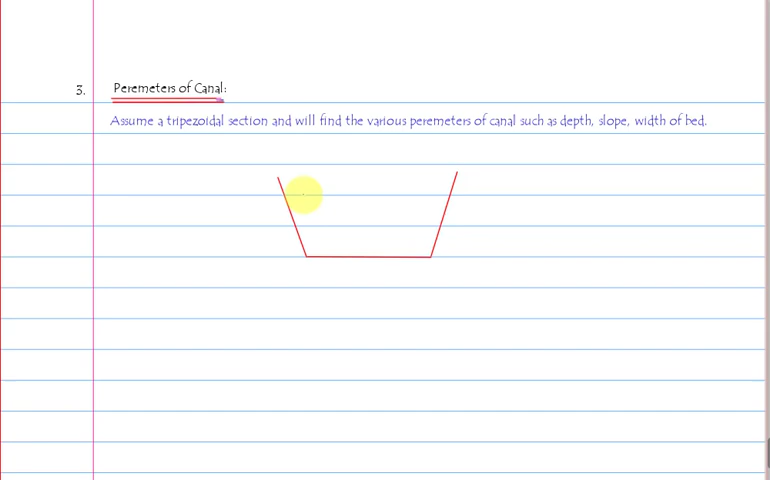 3. Peremeters of Canal:
Assume a tripezoidal section and will find the various peremeters of canal such as depth, slope, width of bed.